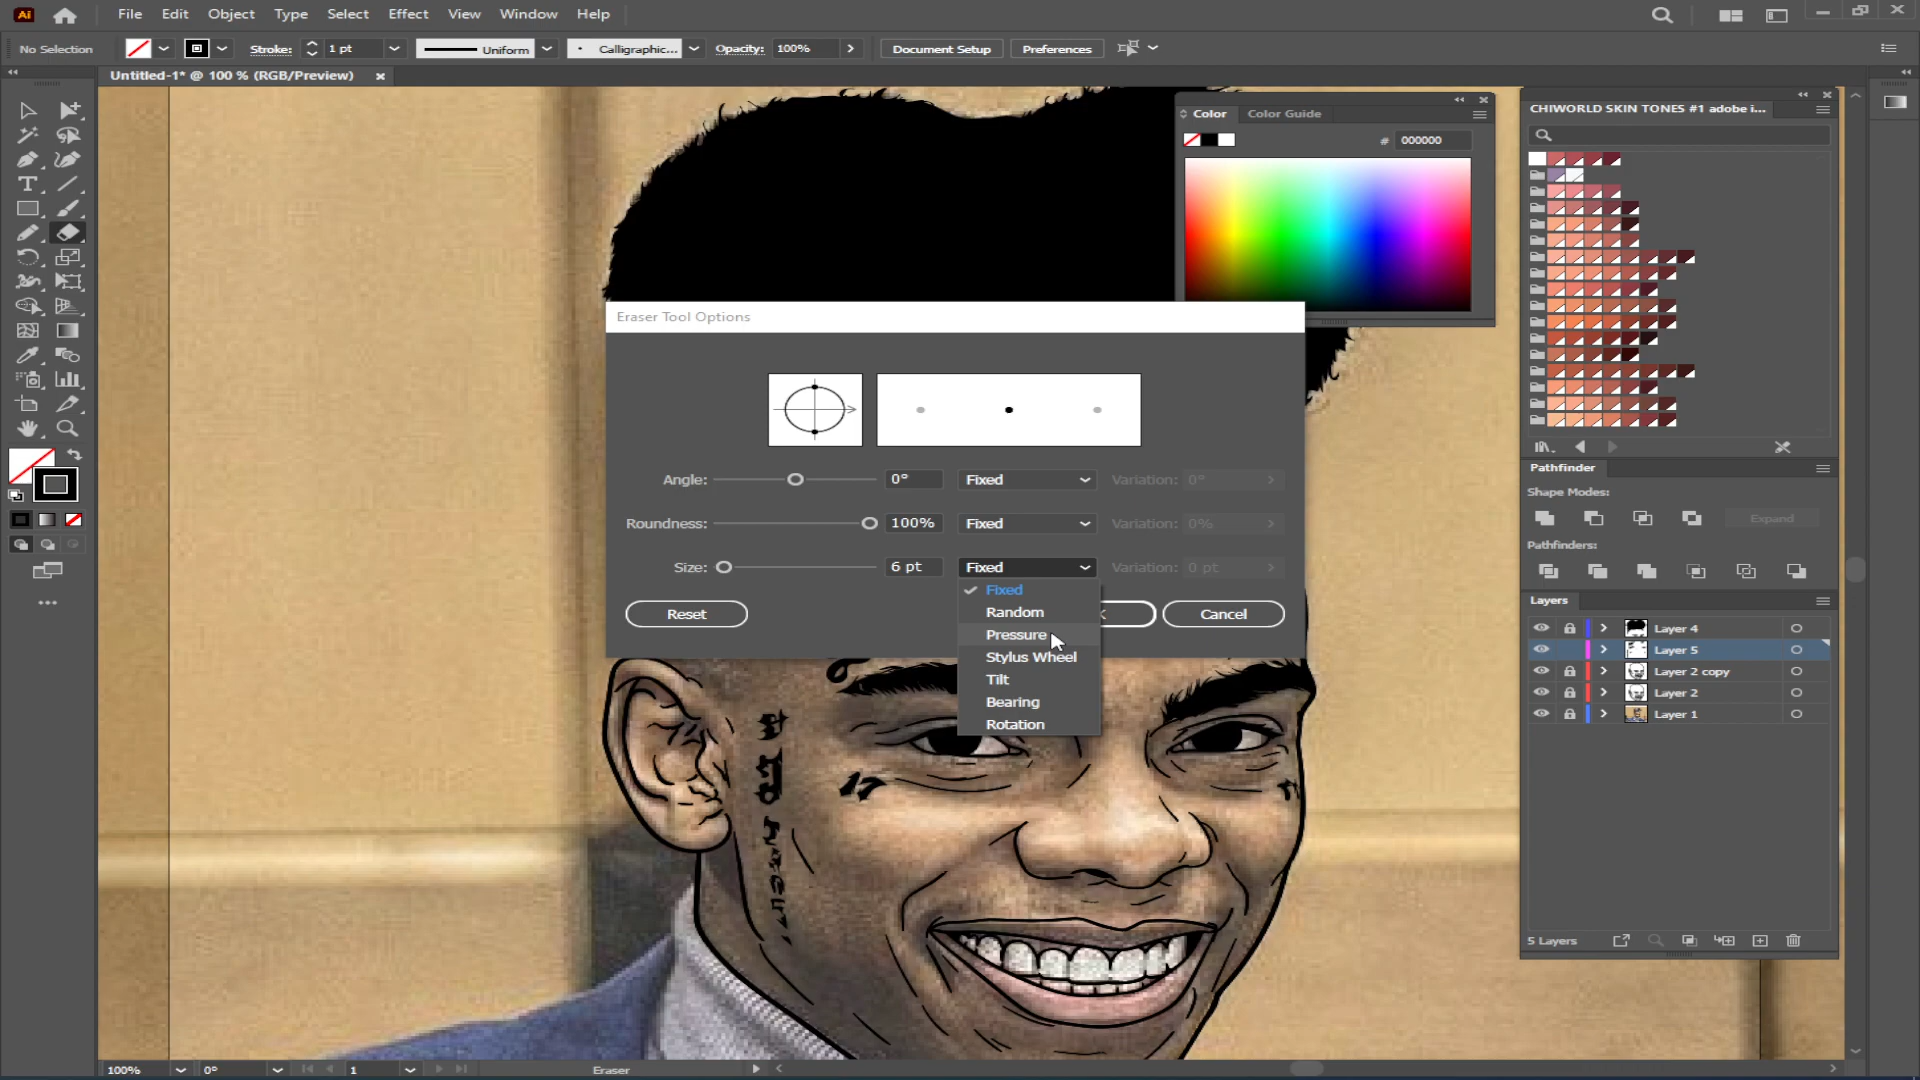 Ai File Edit Object Type Select Effect View Window Help
No Selection Stroke: 1 pt Uniform Calligraphic... Opacity: 100% Document Setup Preferences
Untitled-1* @ 100 % (RGB/Preview)
Color Color Guide
# 000000
CHIWORLD SKIN TONES #1 adobe i...
Eraser Tool Options
Angle: 0° Fixed Variation: 0°
Roundness: 100% Fixed Variation: 0%
Size: 6 pt Fixed Variation: 0 pt
Fixed
Random
Pressure
Stylus Wheel
Tilt
Bearing
Rotation
Reset Cancel
Pathfinder
Shape Modes:
Expand
Pathfinders:
Layers
Layer 4
Layer 5
Layer 2 copy
Layer 2
Layer 1
5 Layers
100% 0° 1 Eraser